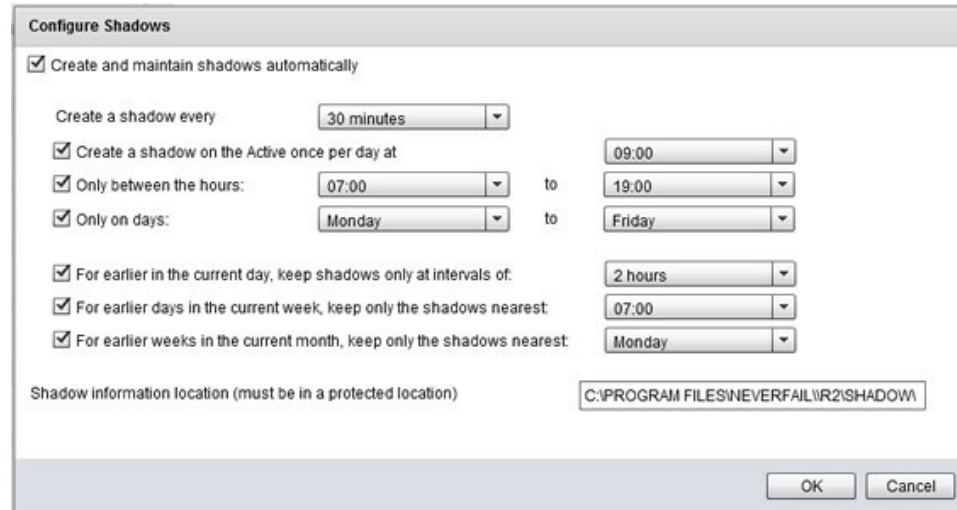 Configure Shadows
Create and maintain shadows automatically
Create a shadow every 30 minutes
Create a shadow on the Active once per day at 09:00
Only between the hours: 07:00 to 19:00
Only on days: Monday to Friday
For earlier in the current day, keep shadows only at intervals of: 2 hours
For earlier days in the current week, keep only the shadows nearest: 07:00
For earlier weeks in the current month, keep only the shadows nearest: Monday
Shadow information location (must be in a protected location) C:\PROGRAM FILES\NEVERFAIL\\R2\SHADOW\
OK Cancel